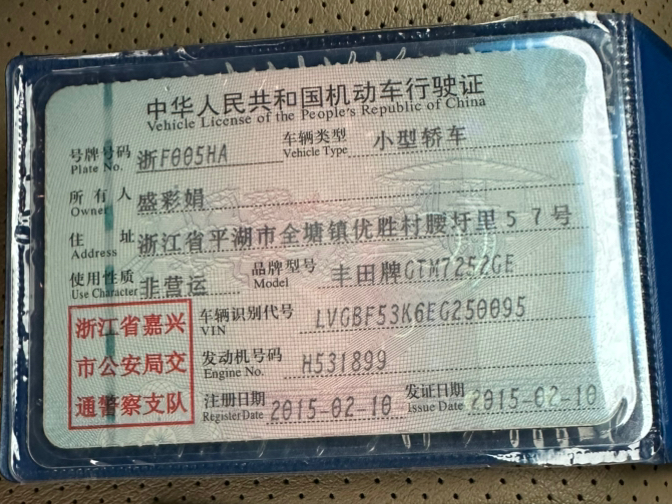 中华人民共和国机动车行驶证
Vehicle License of the People's Republic of China
号牌号码 浙F005HA 车辆类型 小型轿车
Plate No. Vehicle Type
所有人 盛彩娟
Owner
住址 浙江省平湖市全塘镇优胜村腰圩里57号
Address
使用性质 非营运 品牌型号 丰田牌GTM7252GE
Use Character Model
浙江省嘉兴
市公安局交
通警察支队
车辆识别代号 LVGBF53K6EG250095
VIN
发动机号码 H531899
Engine No.
注册日期 2015-02-10 发证日期 2015-02-10
Register Date Issue Date